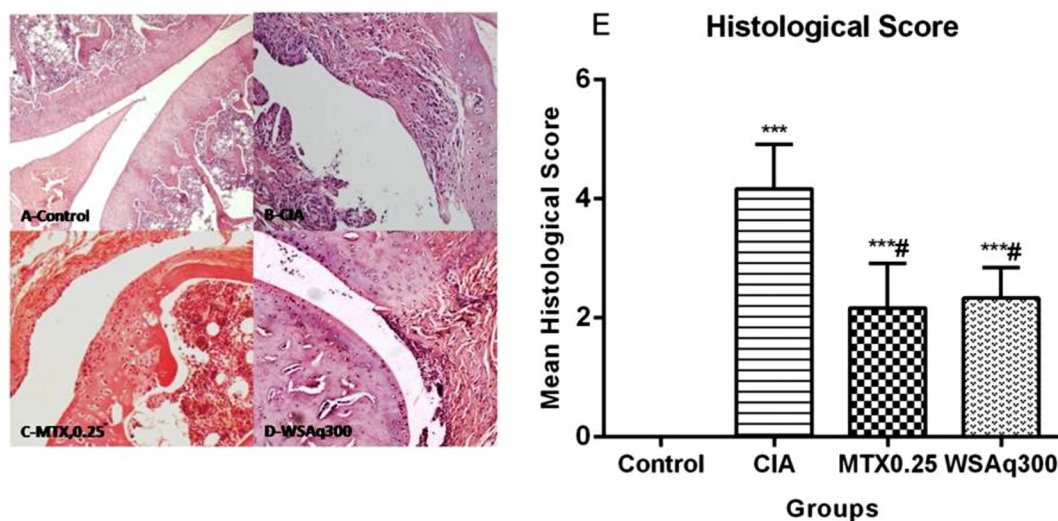 A-Control
B-CIA
C-MTX,0.25
D-WSAq300
E
Histological Score
Mean Histological Score
6
4
2
0
***
***#
***#
Control CIA MTX0.25 WSAq300
Groups